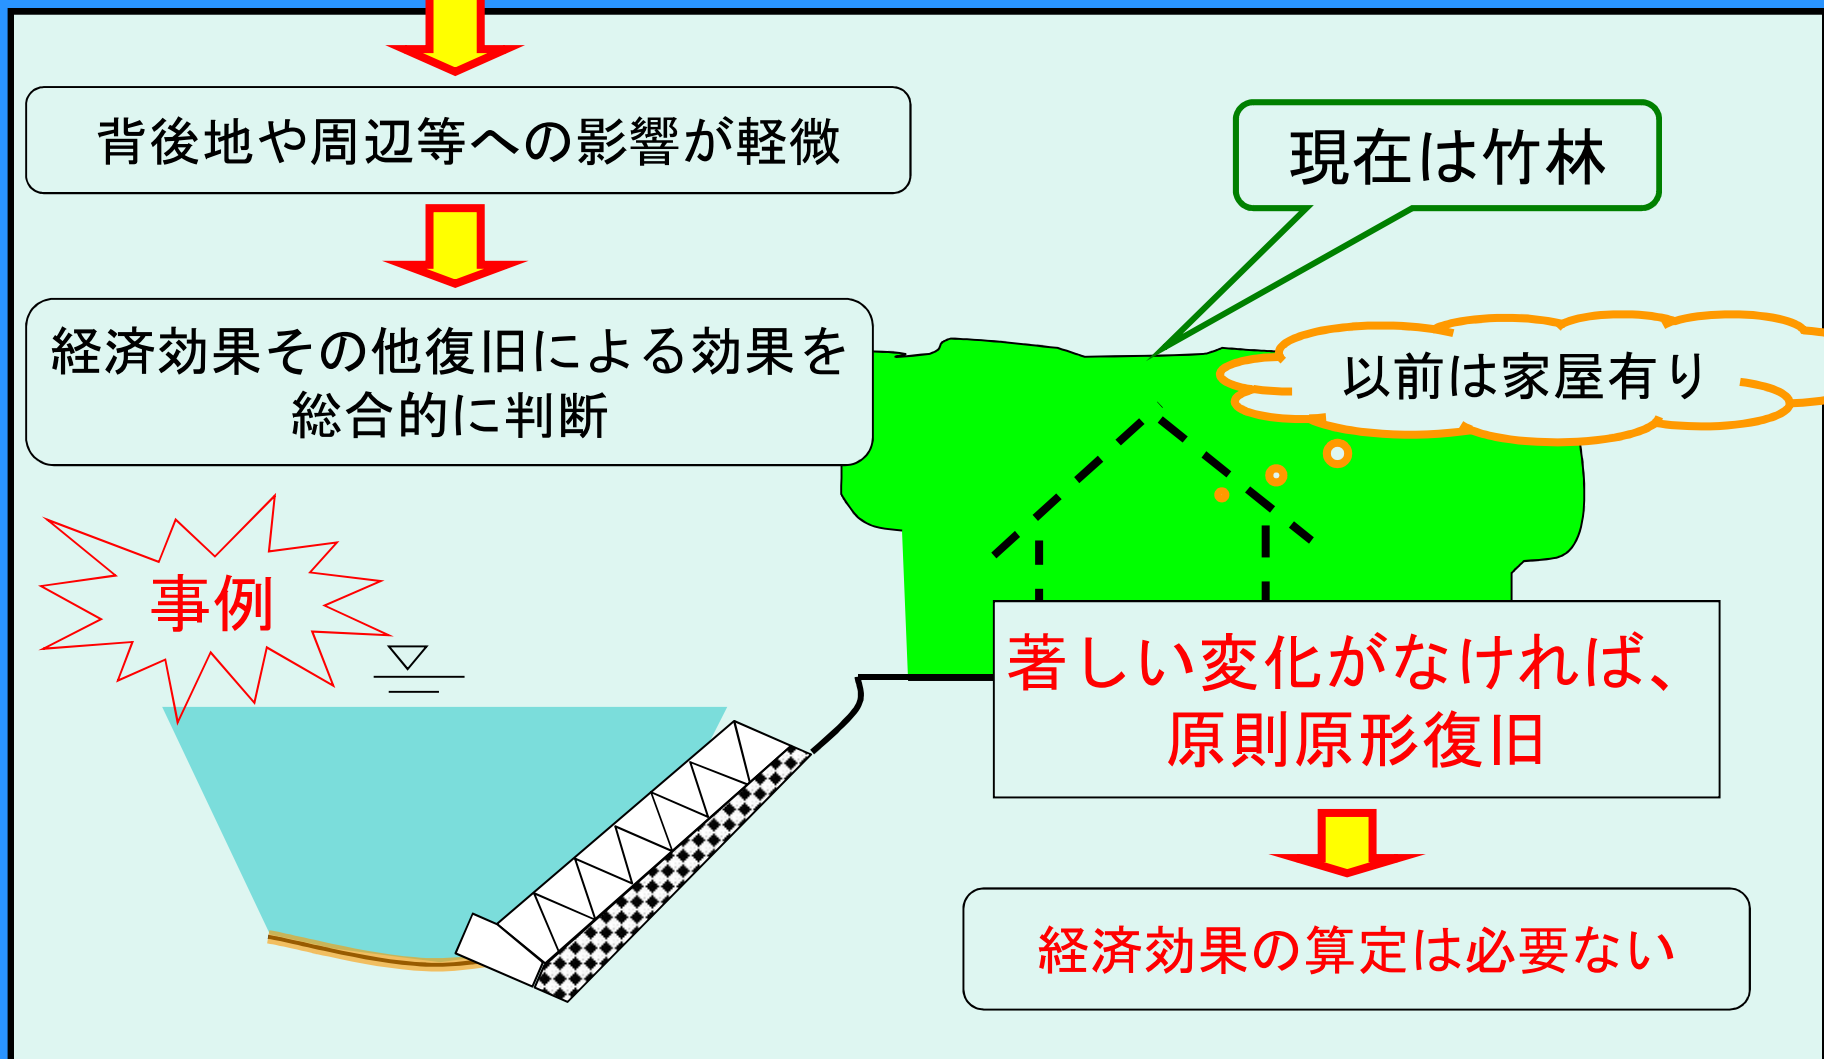 背後地や周辺等への影響が軽微
現在は竹林
経済効果その他復旧による効果を
総合的に判断
以前は家屋有り
事例
著しい変化がなければ、
原則原形復旧
経済効果の算定は必要ない